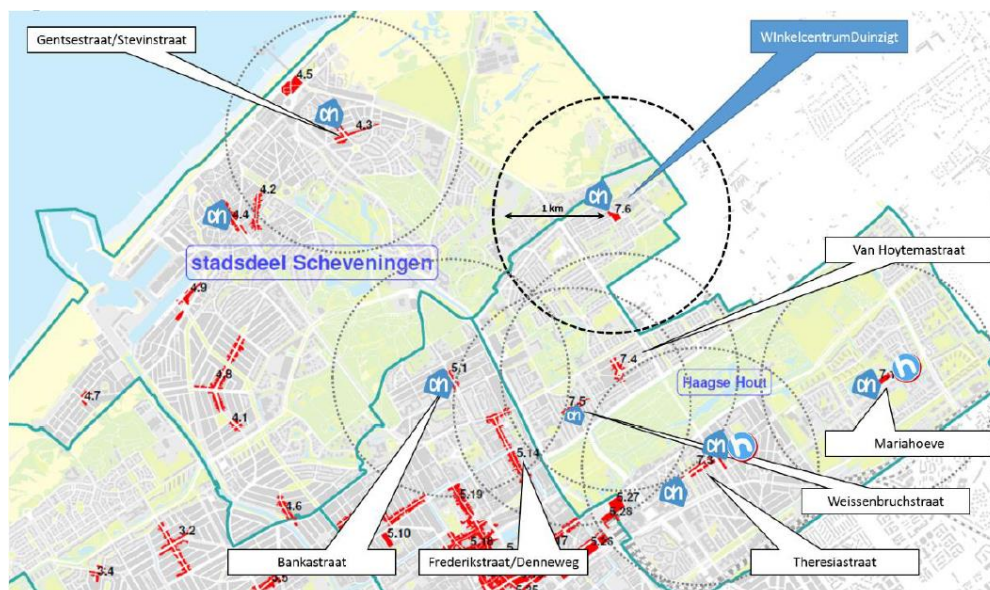 Gentsestraat/Stevinstraat
WInkelcentrumDuinzigt
4.5
4.3
4.2
4.4
1 km
7.6
stadsdeel Scheveningen
Van Hoytemastraat
4.9
7.4
Haagse Hout
5.1
4.8
4.7
7.5
4.1
Mariahoeve
5.14
7.3
Weissenbruchstraat
5.19
5.27
4.6
5.28
3.2
5.10
5.18
Bankastraat
Frederikstraat/Denneweg
Theresiastraat
3.4